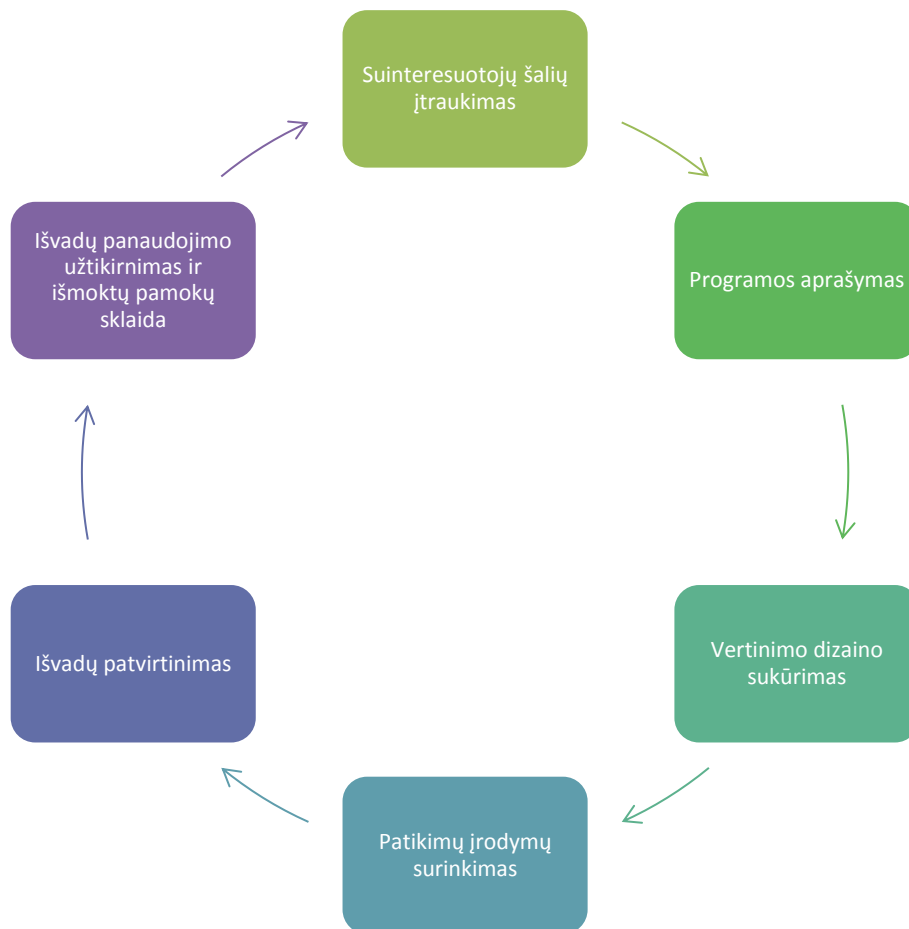 Suinteresuotojų šalių
įtraukimas
Programos aprašymas
Vertinimo dizaino
sukūrimas
Patikimų įrodymų
surinkimas
Išvadų patvirtinimas
Išvadų panaudojimo
užtikirnimas ir
išmoktų pamokų
sklaida